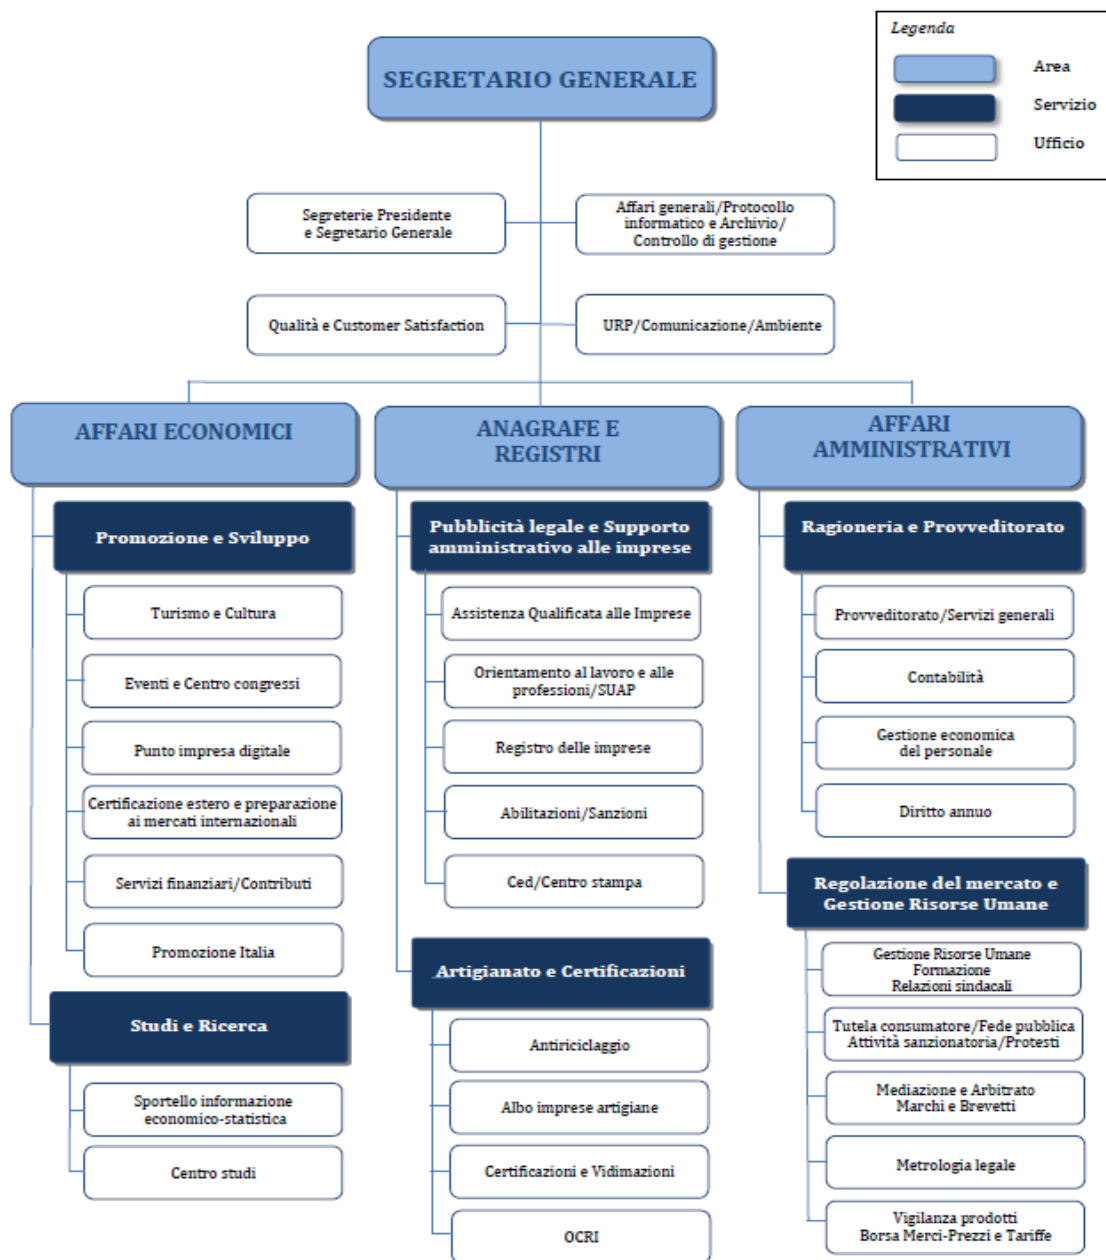 Legenda
Area
Servizio
Ufficio
SEGRETARIO GENERALE
Segreterie Presidente
e Segretario Generale
Affari generali/Protocollo
informatico e Archivio/
Controllo di gestione
Qualità e Customer Satisfaction
URP/Comunicazione/Ambiente
AFFARI ECONOMICI
Promozione e Sviluppo
Turismo e Cultura
Eventi e Centro congressi
Punto impresa digitale
Certificazione estero e preparazione
ai mercati internazionali
Servizi finanziari/Contributi
Promozione Italia
Studi e Ricerca
Sportello informazione
economico-statistica
Centro studi
ANAGRAFE E
REGISTRI
Pubblicità legale e Supporto
amministrativo alle imprese
Assistenza Qualificata alle Imprese
Orientamento al lavoro e alle
professioni/SUAP
Registro delle imprese
Abilitazioni/Sanzioni
Ced/Centro stampa
Artigianato e Certificazioni
Antiriciclaggio
Albo imprese artigiane
Certificazioni e Vidimazioni
OCRI
AFFARI
AMMINISTRATIVI
Ragioneria e Provveditorato
Provveditorato/Servizi generali
Contabilità
Gestione economica
del personale
Diritto annuo
Regolazione del mercato e
Gestione Risorse Umane
Gestione Risorse Umane
Formazione
Relazioni sindacali
Tutela consumatore/Fede pubblica
Attività sanzionatoria/Protesti
Mediazione e Arbitrato
Marchi e Brevetti
Metrologia legale
Vigilanza prodotti
Borsa Merci-Prezzi e Tariffe